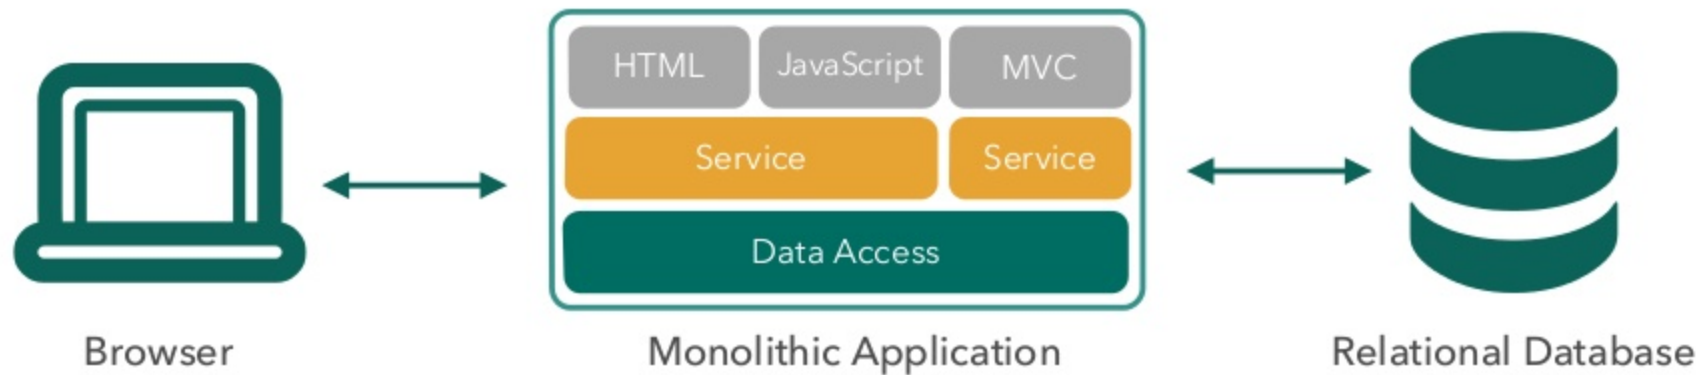 HTML JavaScript MVC
Service Service
Data Access
Browser Monolithic Application Relational Database